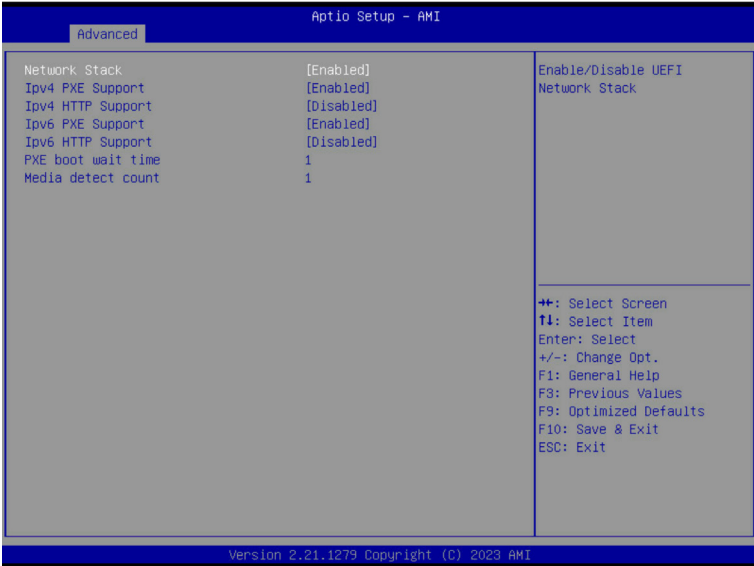 Aptio Setup – AMI
Advanced
Network Stack [Enabled]
Ipv4 PXE Support [Enabled]
Ipv4 HTTP Support [Disabled]
Ipv6 PXE Support [Enabled]
Ipv6 HTTP Support [Disabled]
PXE boot wait time 1
Media detect count 1
Enable/Disable UEFI
Network Stack
→←: Select Screen
↑↓: Select Item
Enter: Select
+/-: Change Opt.
F1: General Help
F3: Previous Values
F9: Optimized Defaults
F10: Save & Exit
ESC: Exit
Version 2.21.1279 Copyright (C) 2023 AMI